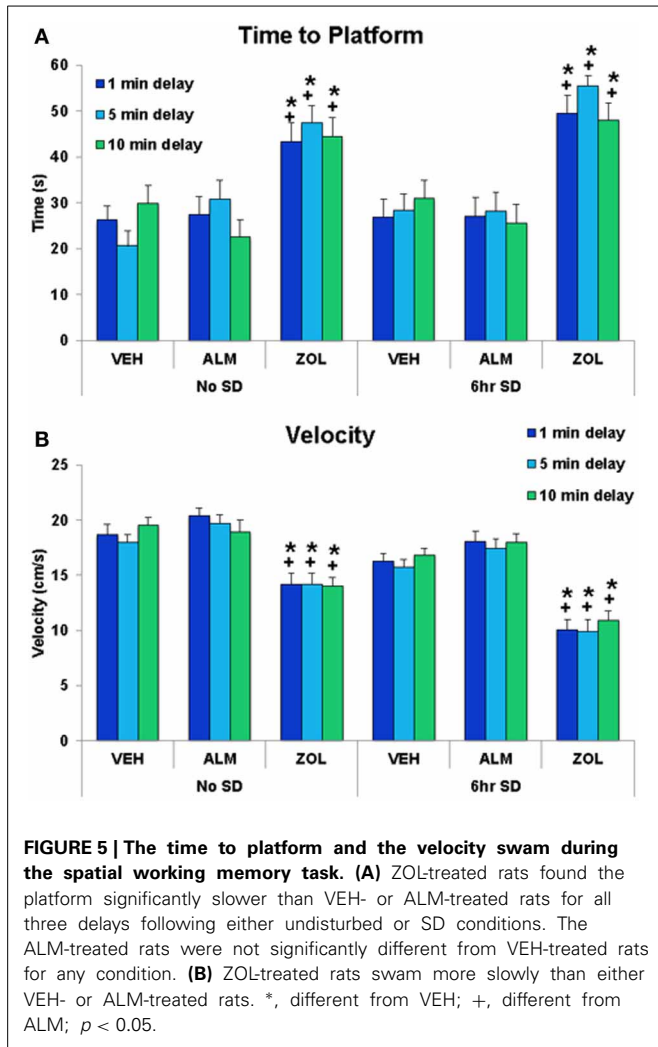 A
Time to Platform
1 min delay
5 min delay
10 min delay
60
50
40
30
20
10
0
Time (s)
* * * * * *
+ + + + + +
VEH ALM ZOL VEH ALM ZOL
No SD 6hr SD
B
Velocity
1 min delay
5 min delay
10 min delay
25
20
15
10
5
0
Velocity (cm/s)
* * * * * *
+ + + + + +
VEH ALM ZOL VEH ALM ZOL
No SD 6hr SD
FIGURE 5 | The time to platform and the velocity swam during
the spatial working memory task. (A) ZOL-treated rats found the
platform significantly slower than VEH- or ALM-treated rats for all
three delays following either undisturbed or SD conditions. The
ALM-treated rats were not significantly different from VEH-treated rats
for any condition. (B) ZOL-treated rats swam more slowly than either
VEH- or ALM-treated rats. *, different from VEH; +, different from
ALM; p < 0.05.